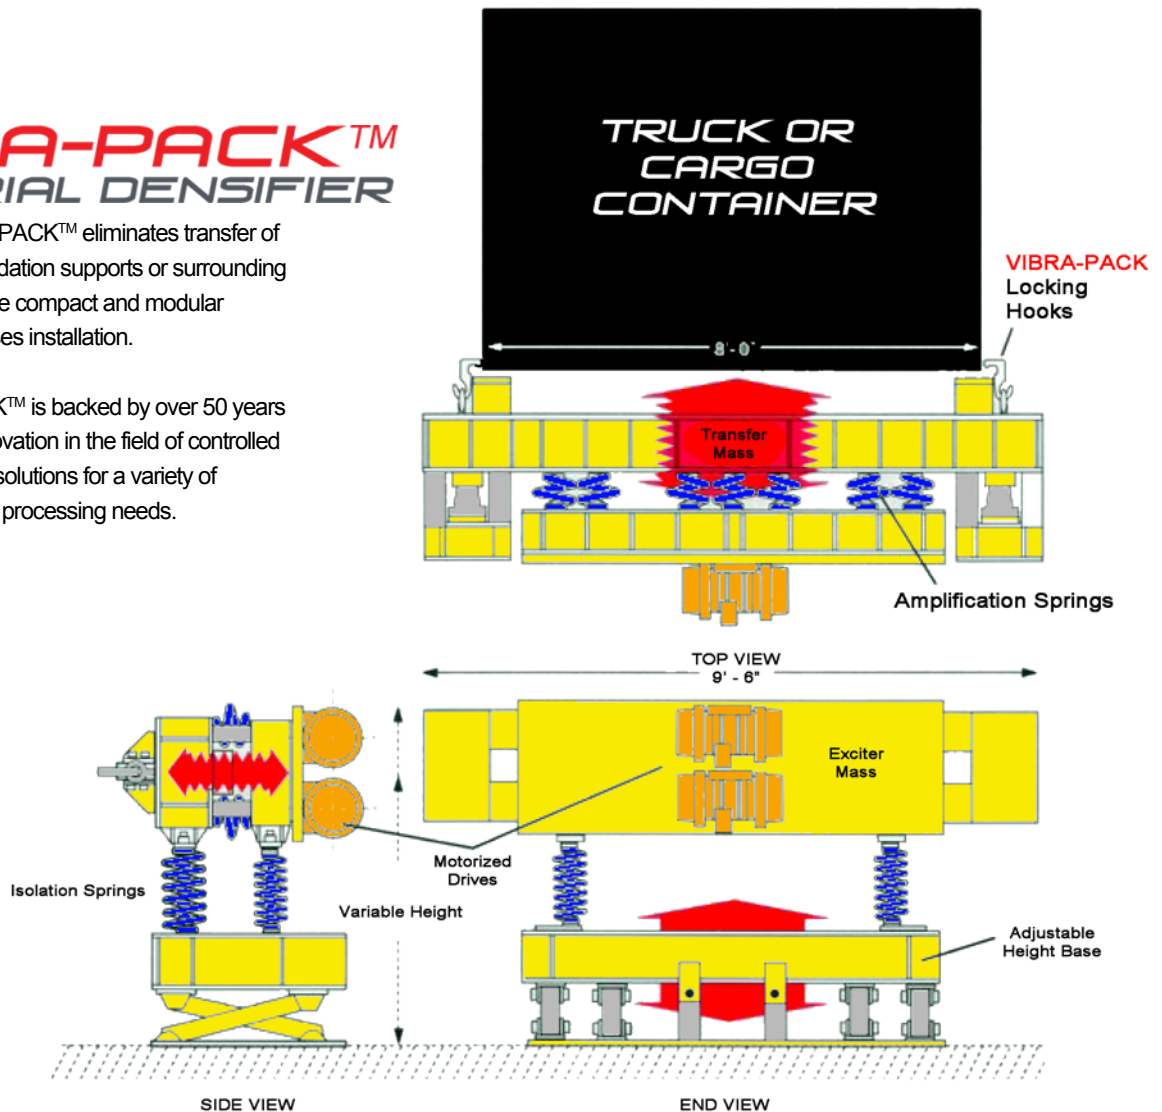 A-PACK™
RIAL DENSIFIER
PACK™ eliminates transfer of
dation supports or surrounding
e compact and modular
es installation.
K™ is backed by over 50 years
ovation in the field of controlled
solutions for a variety of
processing needs.
TRUCK OR
CARGO
CONTAINER
8'-0"
VIBRA-PACK
Locking
Hooks
Transfer
Mass
Amplification Springs
TOP VIEW
9' - 6"
Exciter
Mass
Motorized
Drives
Isolation Springs
Variable Height
Adjustable
Height Base
SIDE VIEW
END VIEW